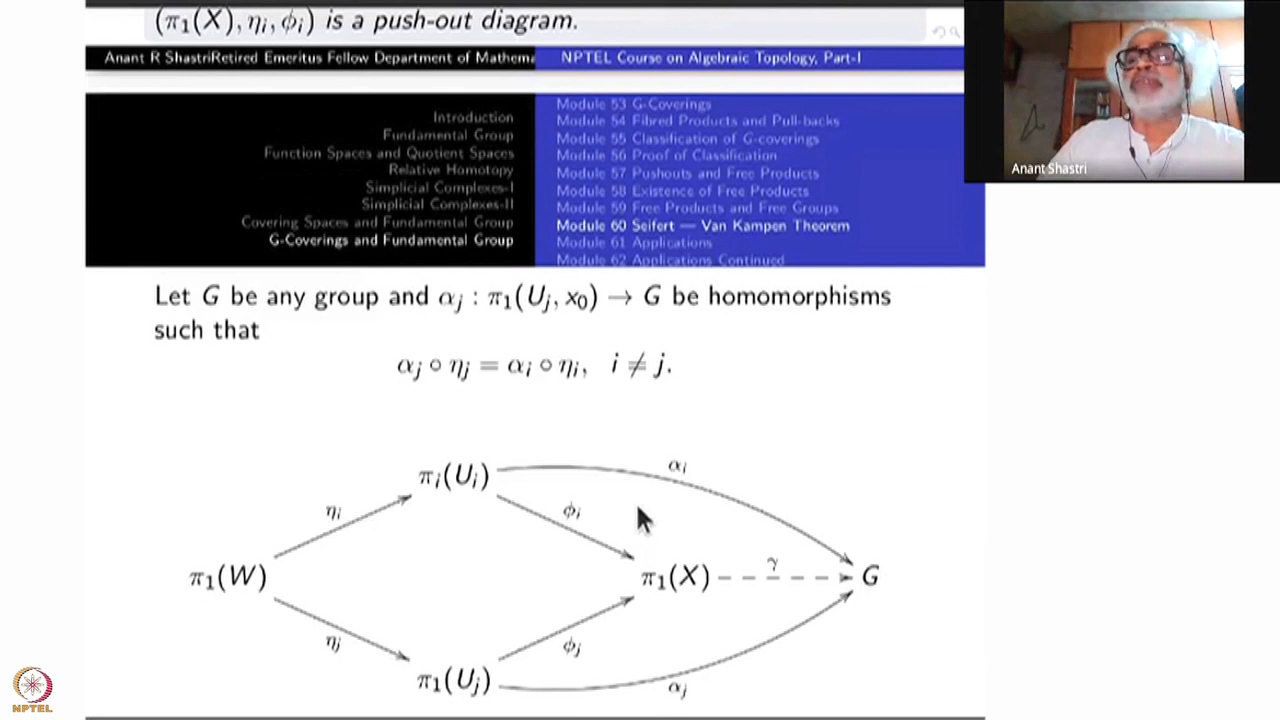 (π₁(X), ηᵢ, ϕᵢ) is a push-out diagram.
Anant R ShastriRetired Emeritus Fellow Department of Mathema
NPTEL Course on Algebraic Topology, Part-I
Introduction
Fundamental Group
Function Spaces and Quotient Spaces
Relative Homotopy
Simplicial Complexes-I
Simplicial Complexes-II
Covering Spaces and Fundamental Group
G-Coverings and Fundamental Group
Module 53 G-Coverings
Module 54 Fibred Products and Pull-backs
Module 55 Classification of G-coverings
Module 56 Proof of Classification
Module 57 Pushouts and Free Products
Module 58 Existence of Free Products
Module 59 Free Products and Free Groups
Module 60 Seifert — Van Kampen Theorem
Module 61 Applications
Module 62 Applications Continued
Anant Shastri
Let G be any group and αⱼ : π₁(Uⱼ, x₀) → G be homomorphisms
such that
αⱼ ∘ ηⱼ = αᵢ ∘ ηᵢ, i ≠ j.
αᵢ
πᵢ(Uᵢ)
ηᵢ
ϕᵢ
π₁(W)
π₁(X)
γ
G
ηⱼ
ϕⱼ
π₁(Uⱼ)
αⱼ
NPTEL